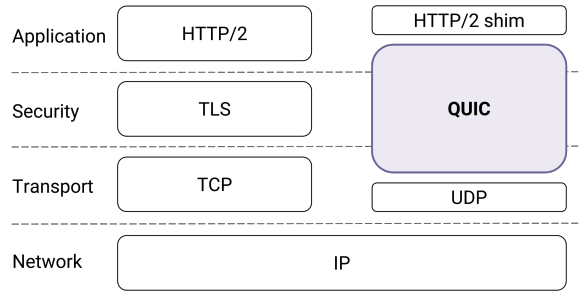 Application
HTTP/2
HTTP/2 shim
Security
TLS
QUIC
Transport
TCP
UDP
Network
IP